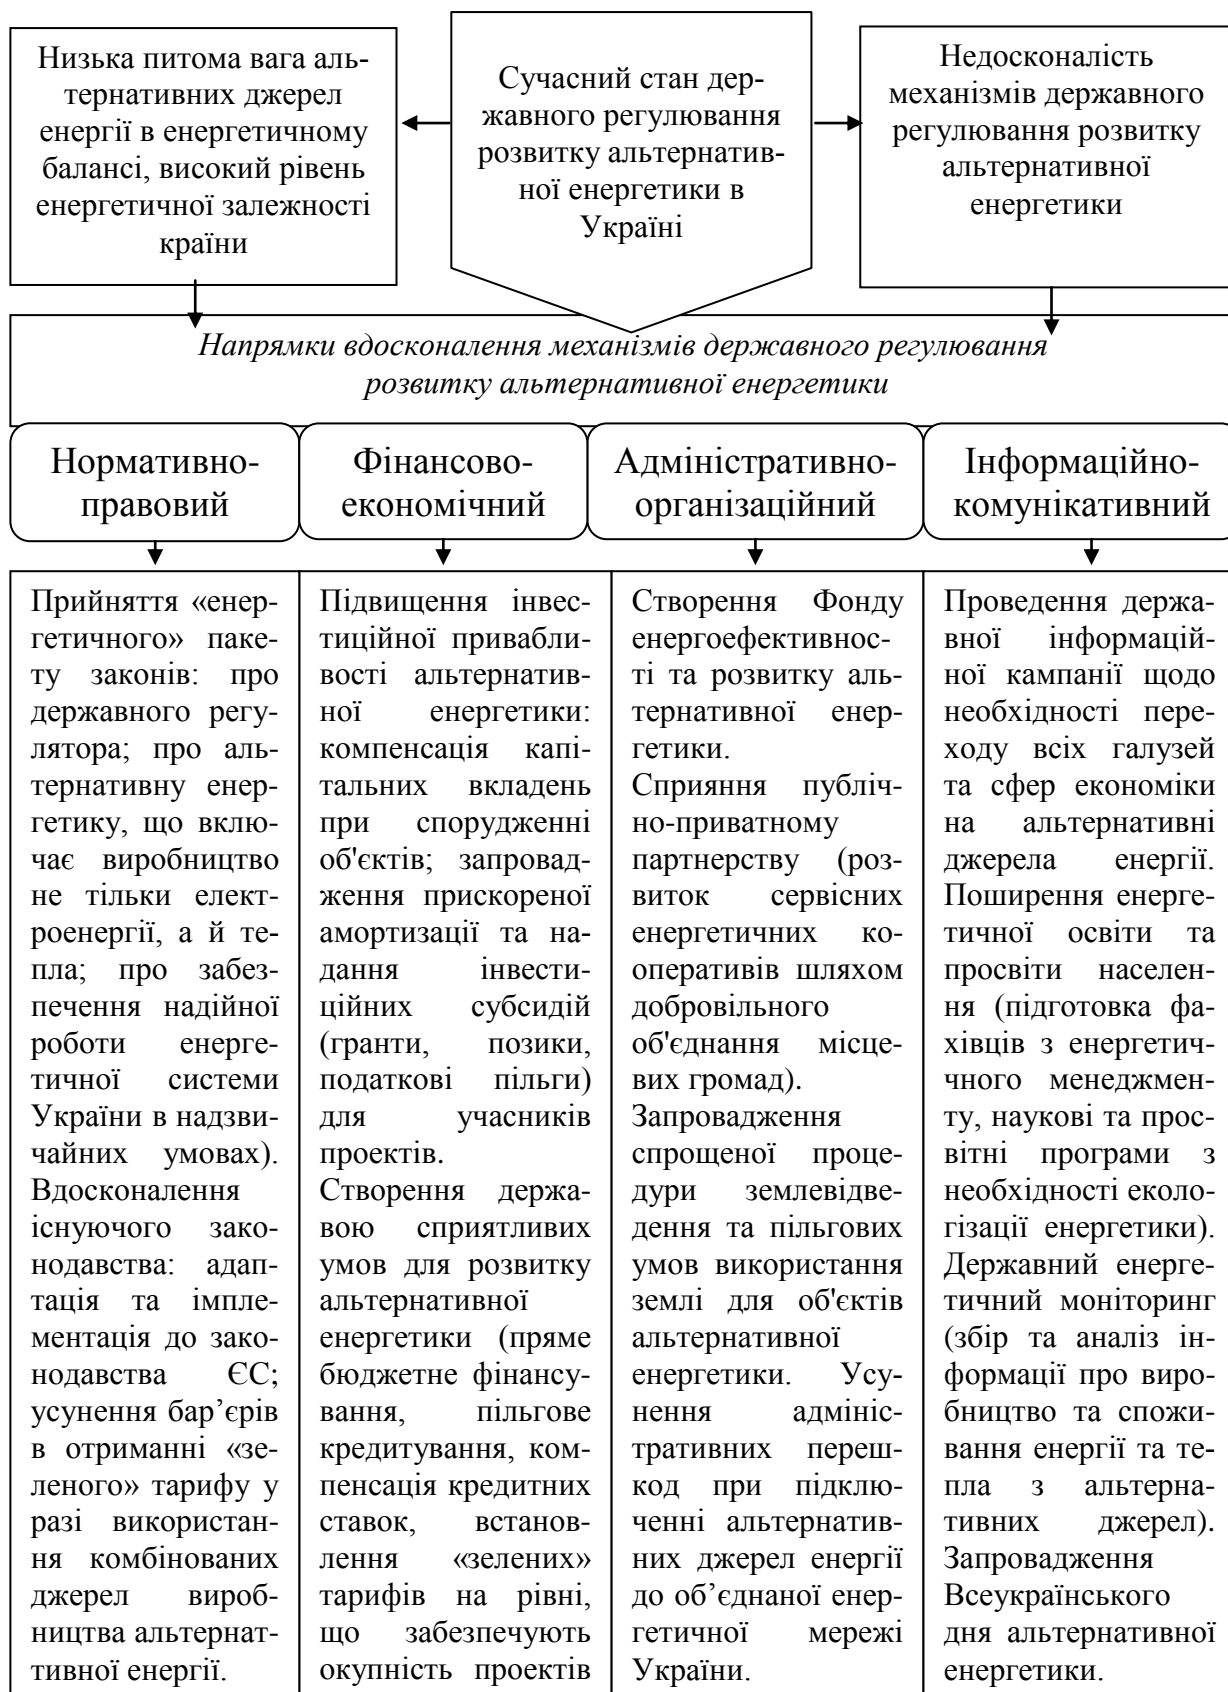 Низька питома вага аль-
тернативних джерел
енергії в енергетичному
балансі, високий рівень
енергетичної залежності
країни
Сучасний стан дер-
жавного регулювання
розвитку альтернатив-
ної енергетики в
Україні
Недосконалість
механізмів державного
регулювання розвитку
альтернативної
енергетики
Напрямки вдосконалення механізмів державного регулювання
розвитку альтернативної енергетики
Нормативно-
правовий
Фінансово-
економічний
Адміністративно-
організаційний
Інформаційно-
комунікативний
Прийняття «енер-
гетичного» паке-
ту законів: про
державного регу-
лятора; про аль-
тернативну енер-
гетику, що вклю-
чає виробництво
не тільки елект-
роенергії, а й те-
пла; про забез-
печення надійної
роботи енерге-
тичної системи
України в надзви-
чайних умовах).
Вдосконалення
існуючого зако-
нодавства: адап-
тація та імпле-
ментація до зако-
нодавства ЄС;
усунення бар’єрів
в отриманні «зе-
леного» тарифу у
разі використан-
ня комбінованих
джерел вироб-
ництва альтернат-
тивної енергії.
Підвищення інвес-
тиційної привабли-
вості альтернатив-
ної енергетики:
компенсація капі-
тальних вкладень
при спорудженні
об'єктів; запровад-
ження прискореної
амортизації та на-
дання інвести-
ційних субсидій
(гранти, позики,
податкові пільги)
для учасників
проектів.
Створення держа-
вою сприятливих
умов для розвитку
альтернативної
енергетики (пряме
бюджетне фінансу-
вання, пільгове
кредитування, ком-
пенсація кредитних
ставок, встанов-
лення «зелених»
тарифів на рівні,
що забезпечують
окупність проектів
Створення Фонду
енергоефективнос-
ті та розвитку аль-
тернативної енер-
гетики.
Сприяння публіч-
но-приватному
партнерству (роз-
виток сервісних
енергетичних ко-
оперативів шляхом
добровільного
об'єднання місце-
вих громад).
Запровадження
спрощеної проце-
дури землевідве-
дення та пільгових
умов використання
землі для об'єктів
альтернативної
енергетики. Усу-
нення адмініс-
тративних переш-
код при підклю-
ченні альтернатив-
них джерел енергії
до об’єднаної енер-
гетичної мережі
України.
Проведення держа-
вної інформацій-
ної кампанії щодо
необхідності пере-
ходу всіх галузей
та сфер економіки
на альтернативні
джерела енергії.
Поширення енерге-
тичної освіти та
просвіти населен-
ня (підготовка фа-
хівців з енергетич-
чного менеджмен-
ту, наукові та прос-
вітні програми з
необхідності еколо-
гізації енергетики).
Державний енерге-
тичний моніторинг
(збір та аналіз ін-
формації про виро-
бництво та спожи-
вання енергії та те-
пла з альтерна-
тивних джерел).
Запровадження
Всеукраїнського
дня альтернативної
енергетики.